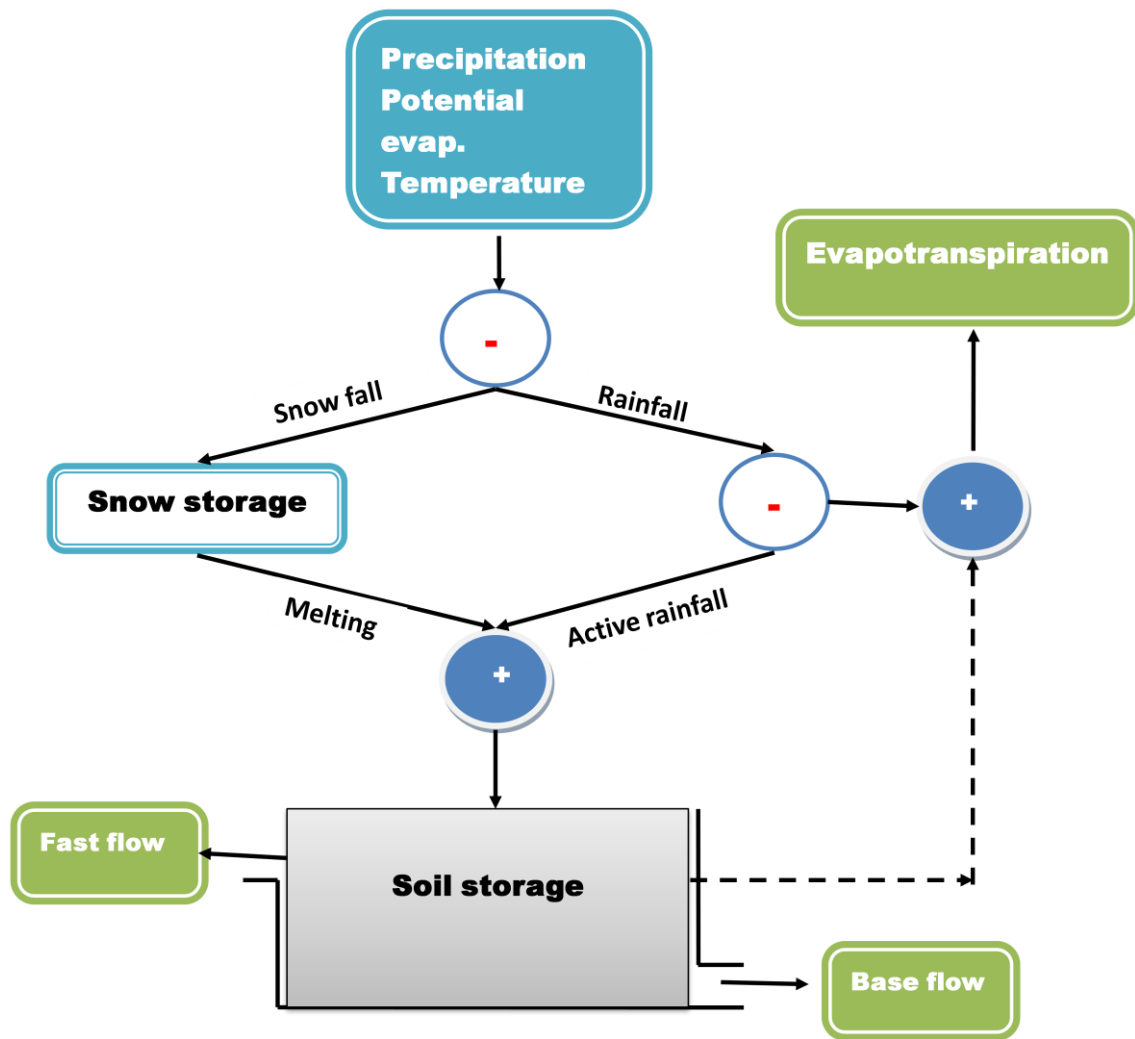 Precipitation
Potential
evap.
Temperature
Evapotranspiration
-
Snow fall
Rainfall
Snow storage
-
+
Melting
Active rainfall
+
Fast flow
Soil storage
Base flow